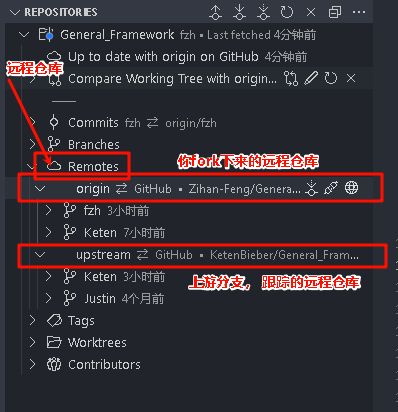 REPOSITORIES
General_Framework fzh • Last fetched 4分钟前
Up to date with origin on GitHub 4分钟前
Compare Working Tree with origin...
远程仓库
Commits fzh ⇄ origin/fzh
Branches
Remotes
你fork下来的远程仓库
origin ⇄ GitHub • Zihan-Feng/Genera...
fzh 3小时前
Keten 7小时前
upstream ⇄ GitHub • KetenBieber/General_Fram...
Keten 3小时前
上游分支，跟踪的远程仓库
Justin 4个月前
Tags
Worktrees
Contributors